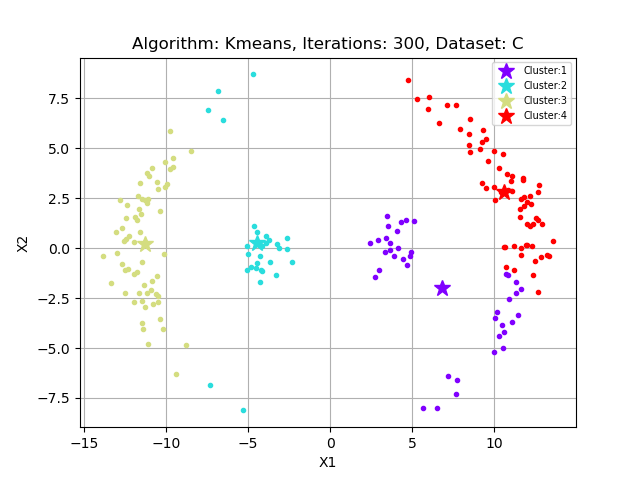 Algorithm: Kmeans, Iterations: 300, Dataset: C
Cluster:1
Cluster:2
Cluster:3
Cluster:4
X2
7.5
5.0
2.5
0.0
−2.5
−5.0
−7.5
−15
−10
−5
0
5
10
X1